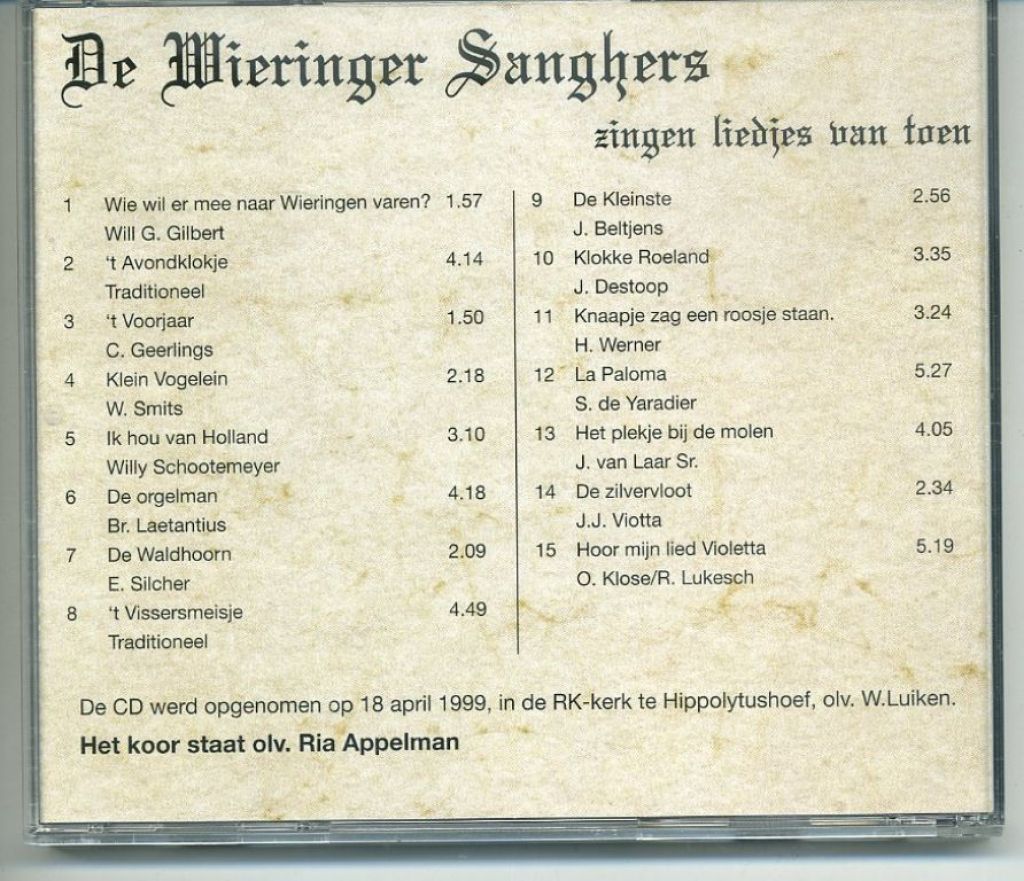 De Wieringer Sanghers
zingen liedjes van toen
1 Wie wil er mee naar Wieringen varen? 1.57
Will G. Gilbert
2 't Avondklokje 4.14
Traditioneel
3 't Voorjaar 1.50
C. Geerlings
4 Klein Vogelein 2.18
W. Smits
5 Ik hou van Holland 3.10
Willy Schootemeyer
6 De orgelman 4.18
Br. Laetantius
7 De Waldhoorn 2.09
E. Silcher
8 't Vissersmeisje 4.49
Traditioneel
9 De Kleinste 2.56
J. Beltjens
10 Klokke Roeland 3.35
J. Destoop
11 Knaapje zag een roosje staan. 3.24
H. Werner
12 La Paloma 5.27
S. de Yaradier
13 Het plekje bij de molen 4.05
J. van Laar Sr.
14 De zilvervloot 2.34
J.J. Viotta
15 Hoor mijn lied Violetta 5.19
O. Klose/R. Lukesch
De CD werd opgenomen op 18 april 1999, in de RK-kerk te Hippolytushoef, olv. W.Luiken.
Het koor staat olv. Ria Appelman